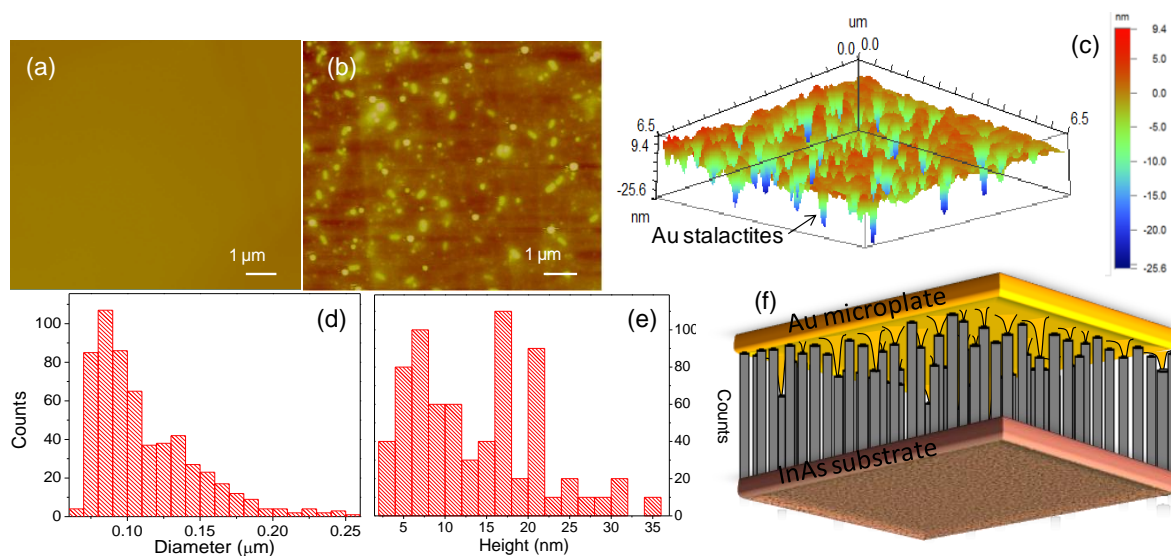 (a)
1 μm
(b)
1 μm
um
0.0 0.0
(c)
6.5
9.4
-25.6
nm
6.5
Au stalactites
nm
9.4
0.0
-5.0
-10.0
-15.0
-20.0
-25.6
(d)
100
80
60
40
20
0
Counts
0.10 0.15 0.20 0.25
Diameter (μm)
(e)
100
80
60
40
20
0
Counts
5 10 15 20 25 30 35
Height (nm)
(f)
Au microplate
InAs substrate